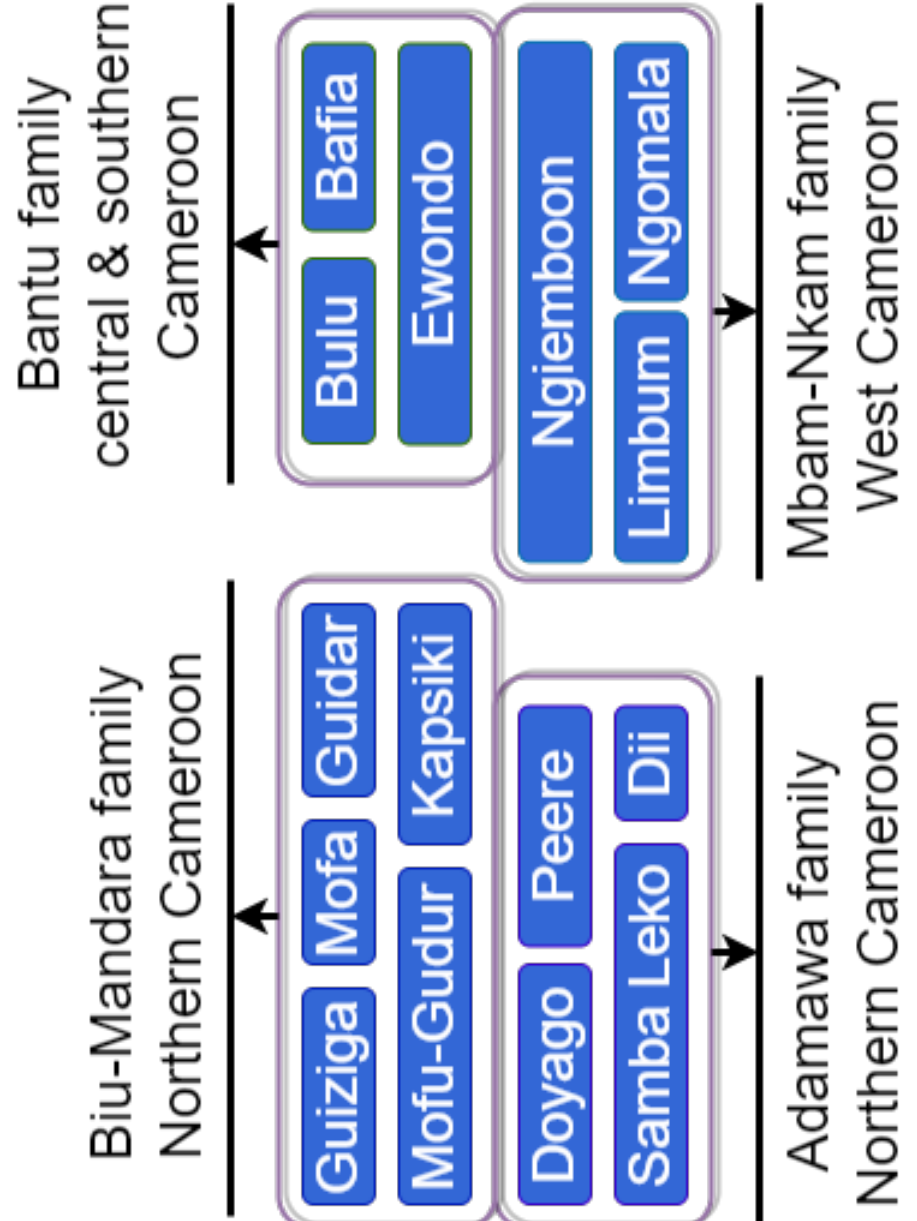 Biu-Mandara family
Northern Cameroon
Guiziga
Mofa
Guidar
Mofu-Gudur
Kapsiki
Bantu family
central & southern
Cameroon
Bulu
Bafia
Ewondo
Doyago
Peere
Samba Leko
Dii
Adamawa family
Northern Cameroon
Ngiemboon
Limbum
Ngomala
Mbam-Nkam family
West Cameroon